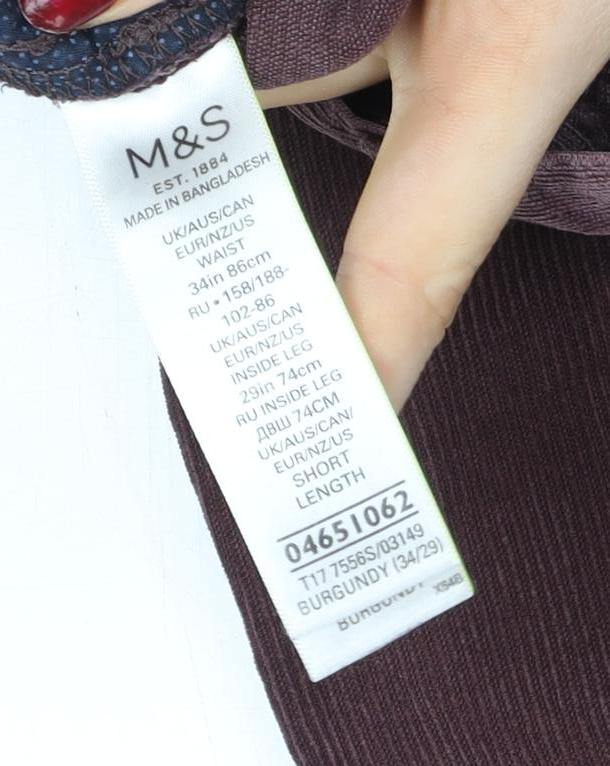 M&S
EST. 1884
MADE IN BANGLADESH
UK/AUS/CAN
EUR/NZ/US
WAIST
34in 86cm
RU • 158/188-
102-86
UK/AUS/CAN
EUR/NZ/US
INSIDE LEG
29in 74cm
RU INSIDE LEG
ДВШ 74СМ
UK/AUS/CAN/
EUR/NZ/US
SHORT
LENGTH
04651062
T17 7556S/03149
BURGUNDY (34/29)
BURGUNDY